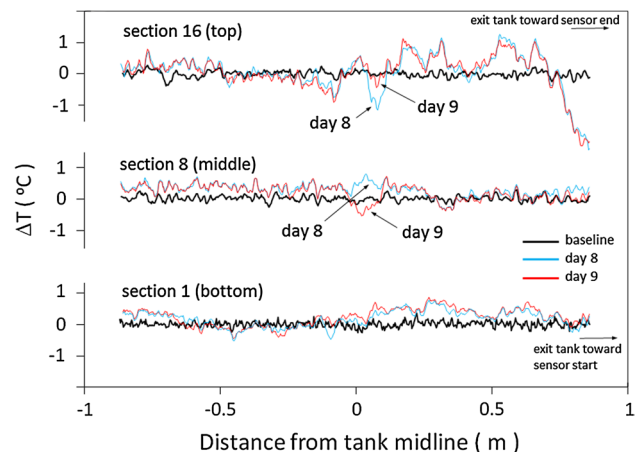 exit tank toward sensor end
section 16 (top)
1
0
-1
day 8
day 9
section 8 (middle)
1
0
-1
day 8
day 9
ΔT ( ºC)
baseline
day 8
day 9
section 1 (bottom)
1
0
-1
exit tank toward
sensor start
-1
-0.5
0
0.5
1
Distance from tank midline ( m )